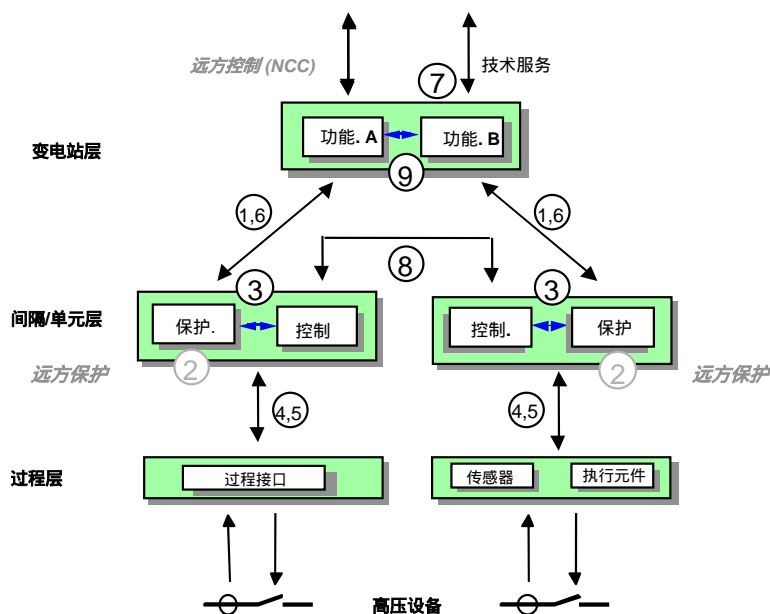 远方控制 (NCC)
技术服务
7
功能. A
功能. B
变电站层
9
1,6
1,6
8
3
3
间隔/单元层
保护.
控制
控制.
保护
2
2
远方保护
远方保护
4,5
4,5
过程层
过程接口
传感器
执行元件
高压设备